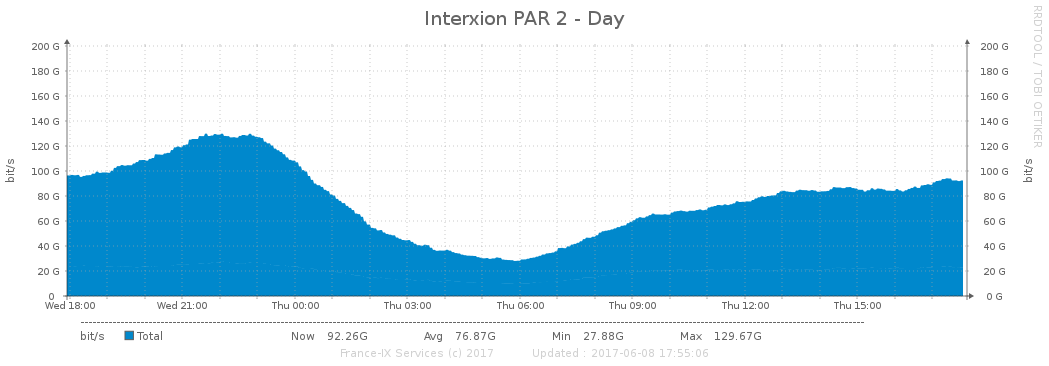 Interxion PAR 2 - Day
RRDTOOL / TOBI OETIKER
bit/s
bit/s
200 G 200 G
180 G 180 G
160 G 160 G
140 G 140 G
120 G 120 G
100 G 100 G
80 G 80 G
60 G 60 G
40 G 40 G
20 G 20 G
0 0 G
Wed 18:00 Wed 21:00 Thu 00:00 Thu 03:00 Thu 06:00 Thu 09:00 Thu 12:00 Thu 15:00
bit/s Total Now 92.26G Avg 76.87G Min 27.88G Max 129.67G
France-IX Services (c) 2017 Updated : 2017-06-08 17:55:06